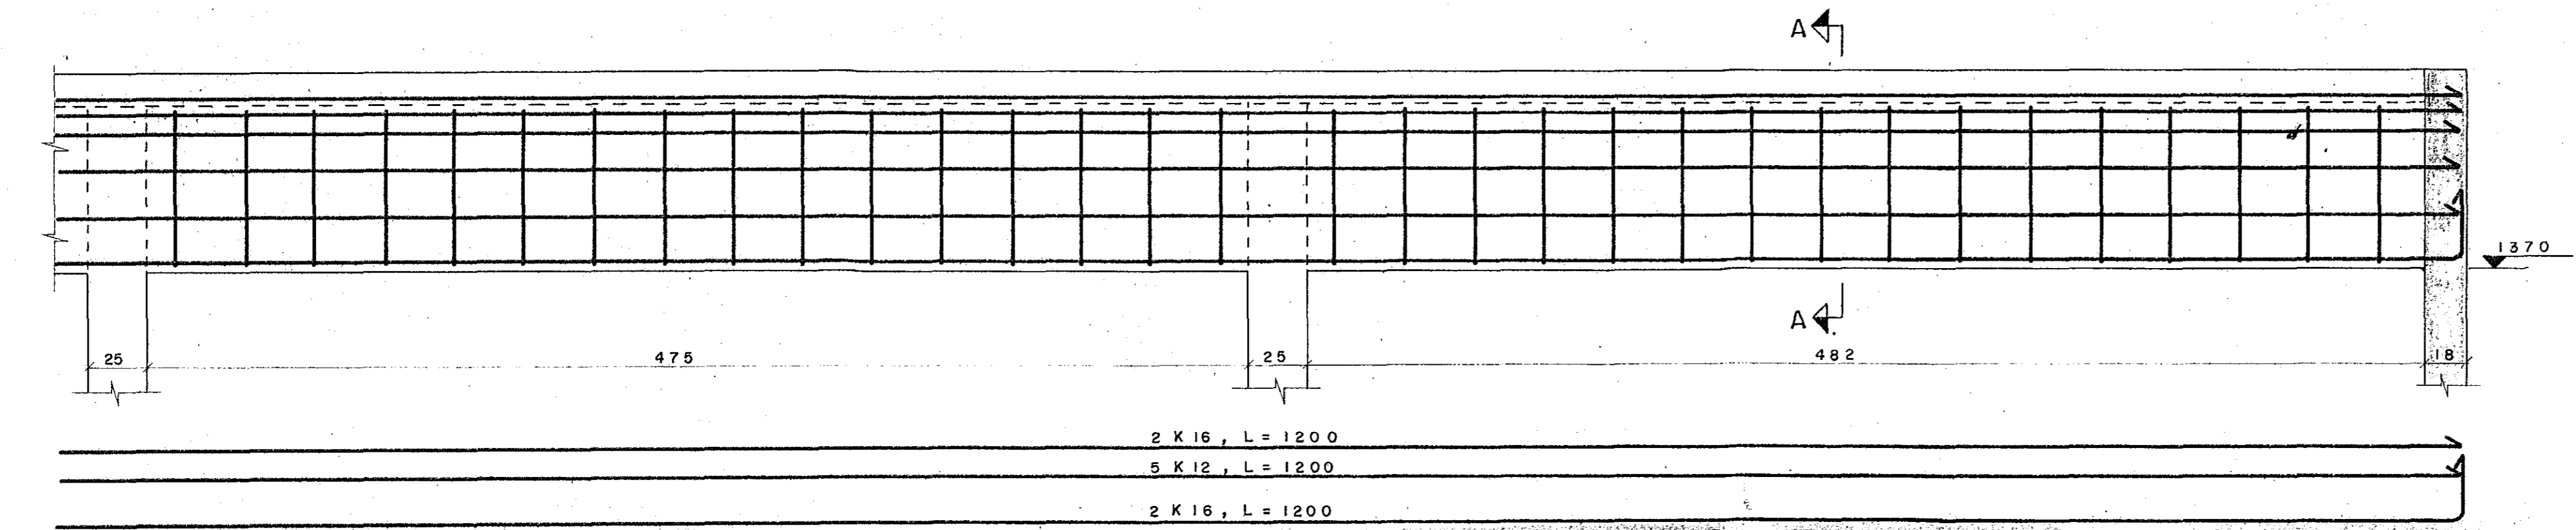 A
1370
A
25 475 25 482 18
2 K 16 , L = 1200
5 K 12 , L = 1200
2 K 16 , L = 1200